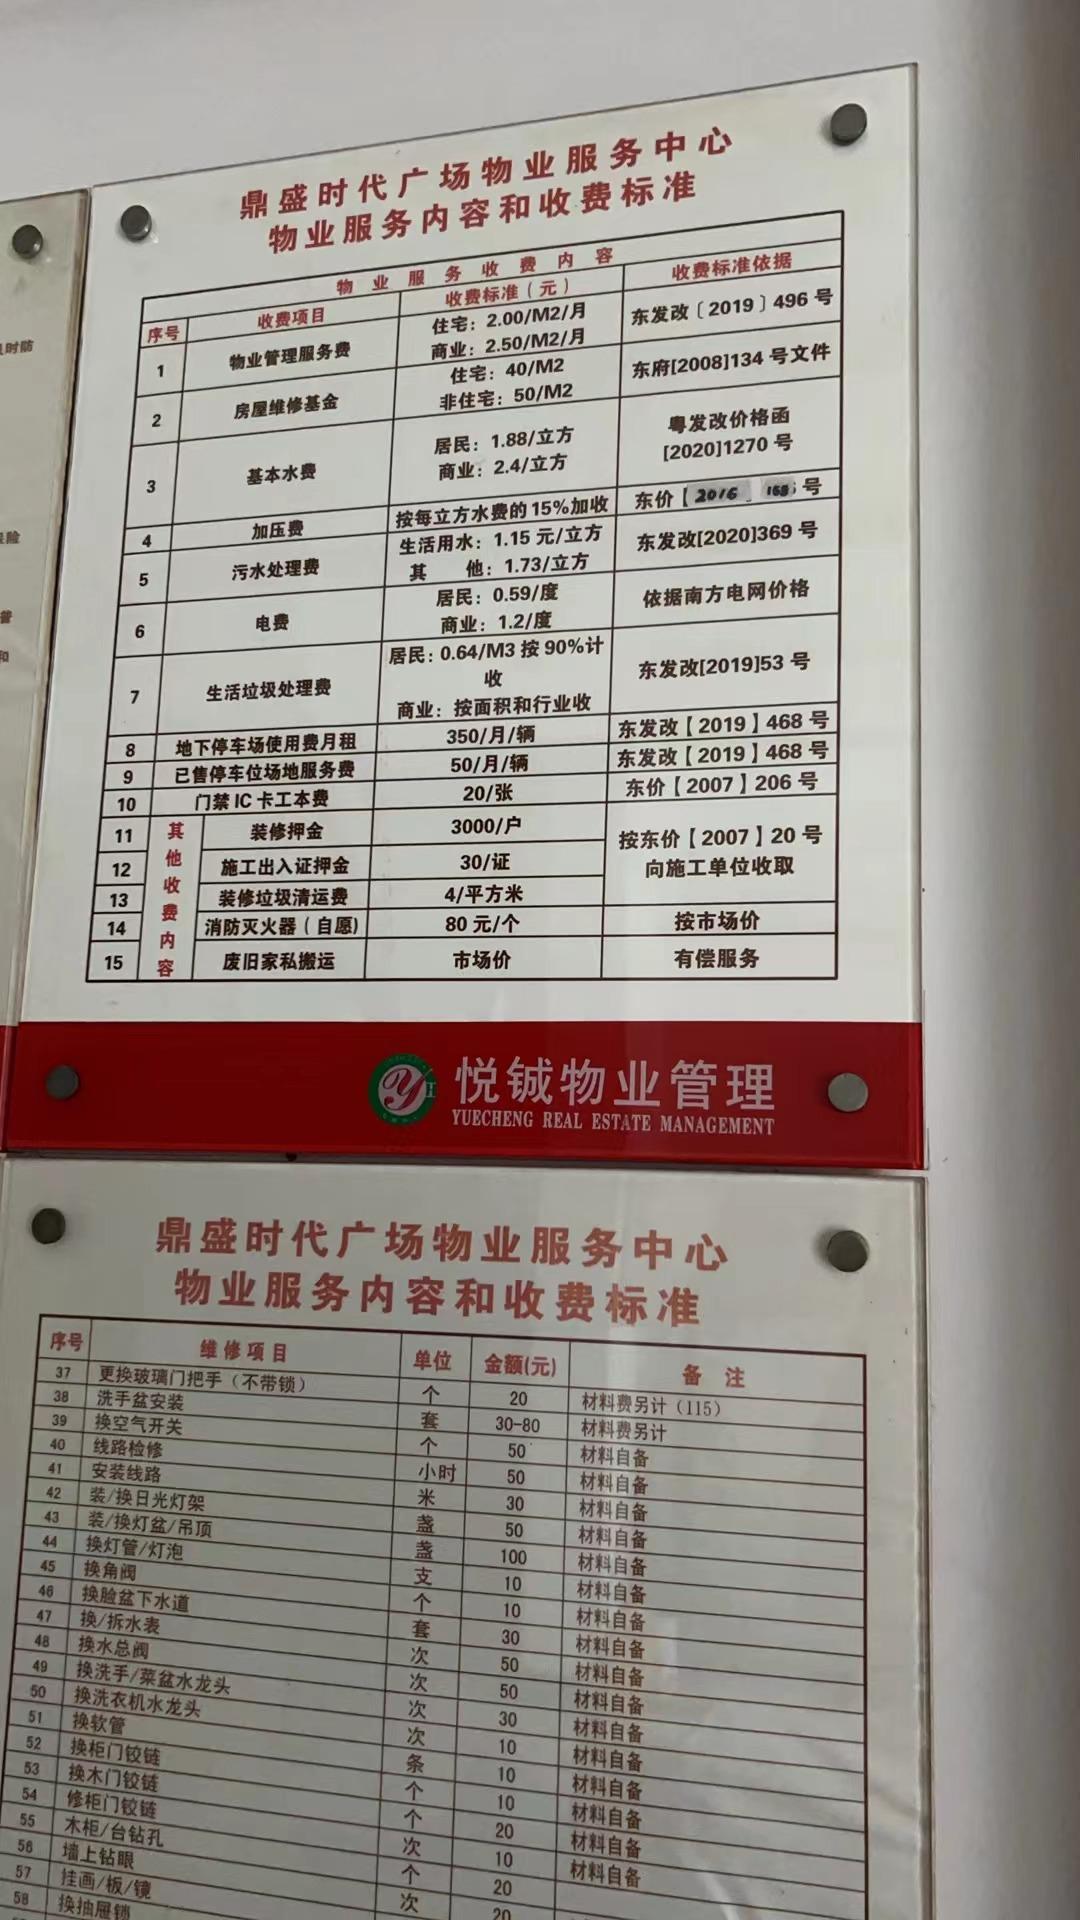 鼎盛时代广场物业服务中心
物业服务内容和收费标准
物业服务收费内容
序号 收费项目 收费标准（元） 收费标准依据
1 物业管理服务费 住宅：2.00/M2/月 东发改〔2019〕496号
商业：2.50/M2/月
2 房屋维修基金 住宅：40/M2 东府[2008]134号文件
非住宅：50/M2
3 基本水费 居民：1.88/立方 粤发改价格函
商业：2.4/立方 [2020]1270号
4 加压费 按每立方水费的15%加收 东价【2016 168号
5 污水处理费 生活用水：1.15元/立方 东发改[2020]369号
其 他：1.73/立方
6 电费 居民：0.59/度 依据南方电网价格
商业：1.2/度
7 生活垃圾处理费 居民：0.64/M3按90%计 东发改[2019]53号
收
商业：按面积和行业收
8 地下停车场使用费月租 350/月/辆 东发改【2019】468号
9 已售停车位场地服务费 50/月/辆 东发改【2019】468号
10 门禁IC卡工本费 20/张 东价【2007】206号
其他收费内容
11 装修押金 3000/户 按东价【2007】20号
12 施工出入证押金 30/证 向施工单位收取
13 装修垃圾清运费 4/平方米
14 消防灭火器（自愿） 80元/个 按市场价
15 废旧家私搬运 市场价 有偿服务
悦铖物业管理
YUECHENG REAL ESTATE MANAGEMENT
鼎盛时代广场物业服务中心
物业服务内容和收费标准
序号 维修项目 单位 金额(元) 备注
37 更换玻璃门把手（不带锁） 个 20 材料费另计（115）
38 洗手盆安装 套 30-80 材料费另计
39 换空气开关 个 50 材料自备
40 线路检修 小时 50 材料自备
41 安装线路 米 30 材料自备
42 装/换日光灯架 盏 50 材料自备
43 装/换灯盆/吊顶 盏 100 材料自备
44 换灯管/灯泡 支 10 材料自备
45 换角阀 个 10 材料自备
46 换脸盆下水道 套 30 材料自备
47 换/拆水表 次 50 材料自备
48 换水总阀 次 50 材料自备
49 换洗手/菜盆水龙头 次 30 材料自备
50 换洗衣机水龙头 次 10 材料自备
51 换软管 条 10 材料自备
52 换柜门铰链 个 10 材料自备
53 换木门铰链 个 20 材料自备
54 修柜门铰链 次 10 材料自备
55 木柜/台钻孔 个 20
56 墙上钻眼 次 20
57 挂画/板/镜
58 换抽屉锁